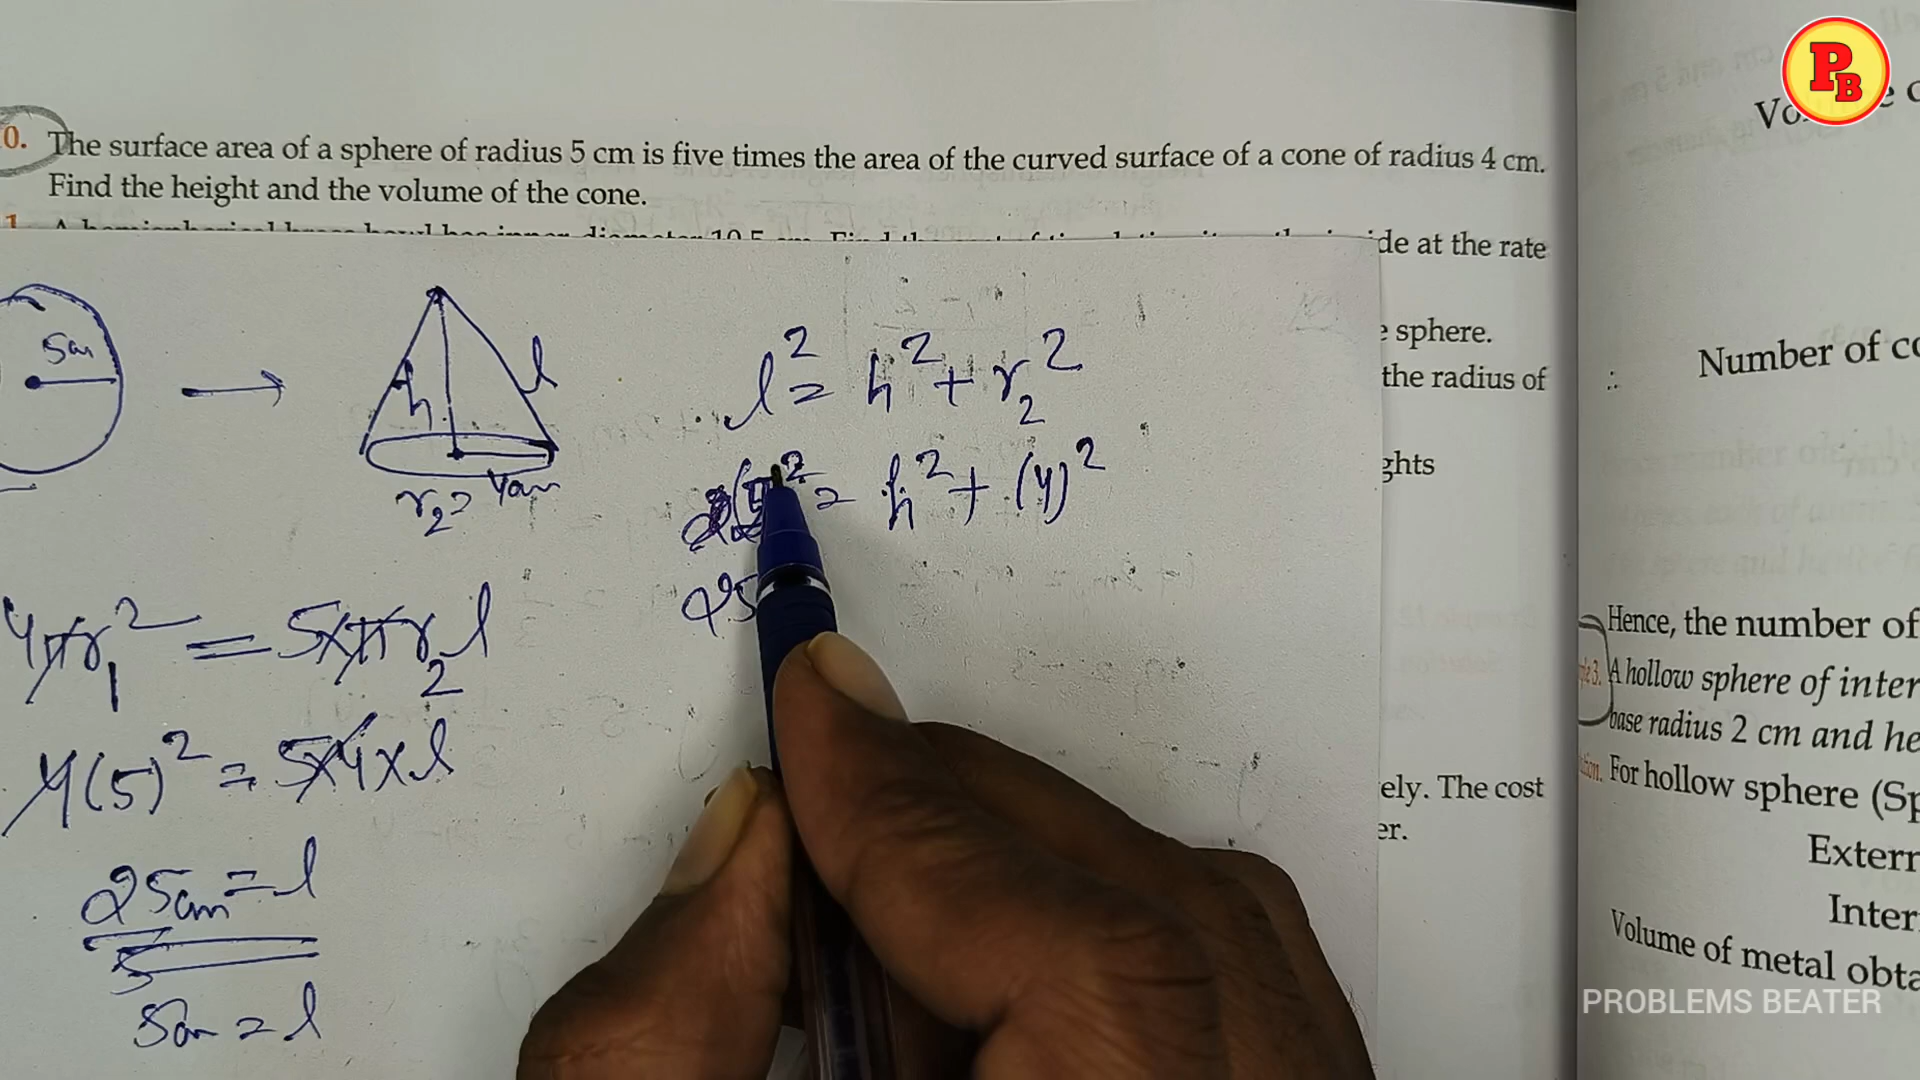 0. The surface area of a sphere of radius 5 cm is five times the area of the curved surface of a cone of radius 4 cm.
Find the height and the volume of the cone.
de at the rate
sphere.
the radius of
ghts
ely. The cost
er.
5cm
h
l
r₂ = 4cm
4πr₁² = 5×πr₂l
4(5)² = 5×4×l
25cm = l
5
5cm = l
l² = h² + r₂²
= h² + (4)²
25
PB
Number of co
Hence, the number of
A hollow sphere of inter
base radius 2 cm and he
For hollow sphere (Sp
Extern
Inter
Volume of metal obta
PROBLEMS BEATER